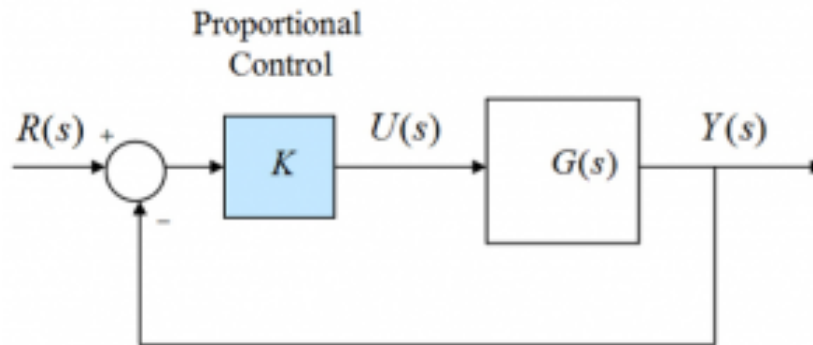 Proportional
Control
R(s) + K U(s) G(s) Y(s)
−